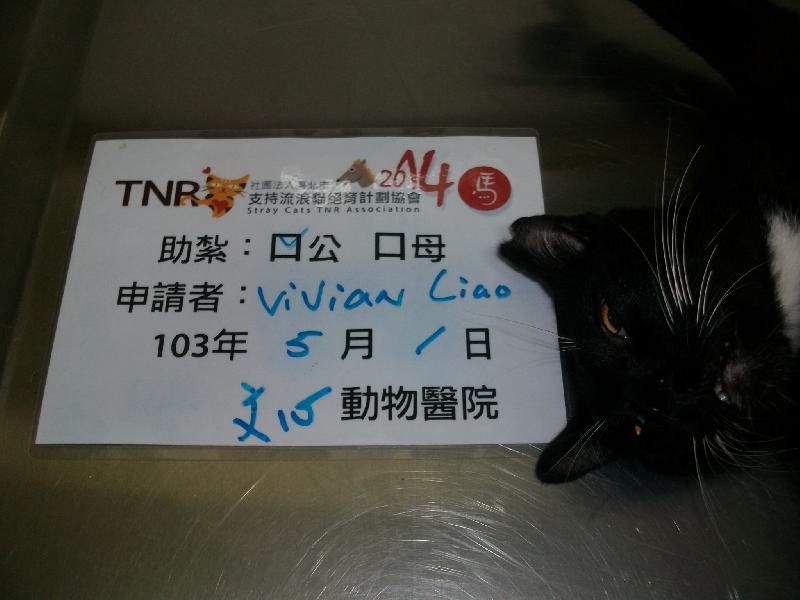 TNR 社團法人臺北市 2014 馬
支持流浪貓絕育計劃協會
Stray Cats TNR Association
助紮：☑公 口母
申請者：Vivian Liao
103年 5 月 1 日
動物醫院